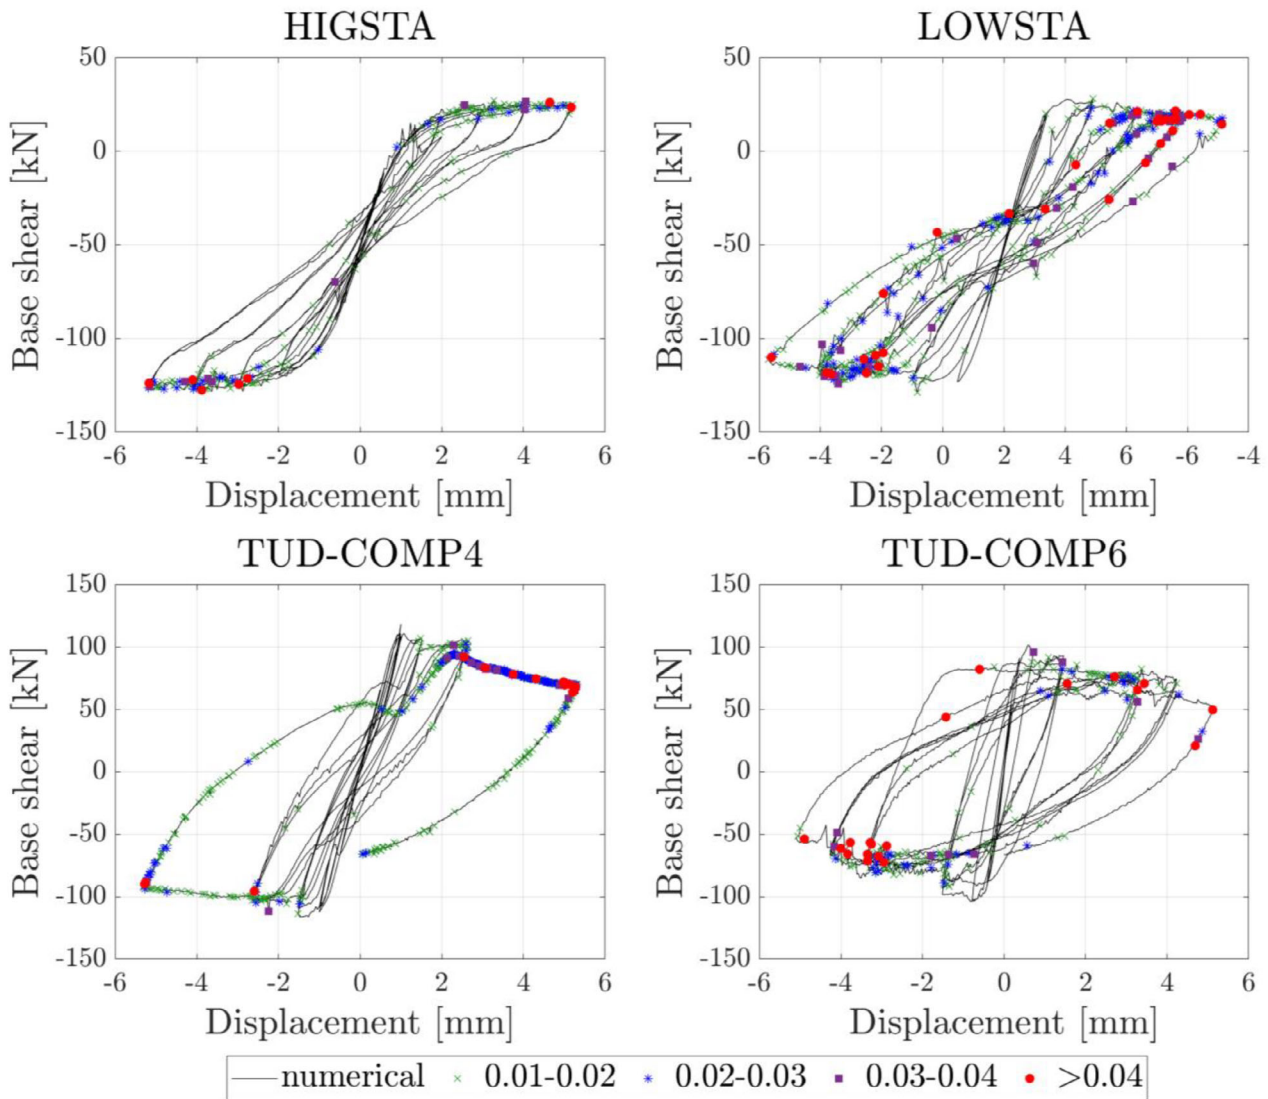 HIGSTA LOWSTA
50 50
0 0
-50 -50
-100 -100
-150 -150
Base shear [kN] Base shear [kN]
-6 -4 -2 0 2 4 6 -6 -4 -2 0 2 4 6 -6 -4
Displacement [mm] Displacement [mm]
TUD-COMP4 TUD-COMP6
150 150
100 100
50 50
0 0
-50 -50
-100 -100
-150 -150
Base shear [kN] Base shear [kN]
-6 -4 -2 0 2 4 6 -6 -4 -2 0 2 4 6
Displacement [mm] Displacement [mm]
numerical 0.01-0.02 0.02-0.03 0.03-0.04 >0.04